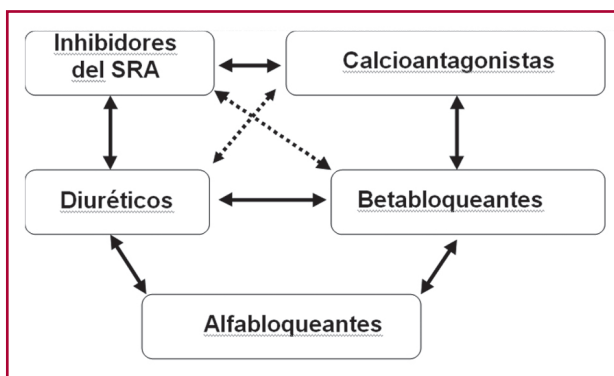 Inhibidores
del SRA
Calcioantagonistas
Diuréticos
Betabloqueantes
Alfabloqueantes